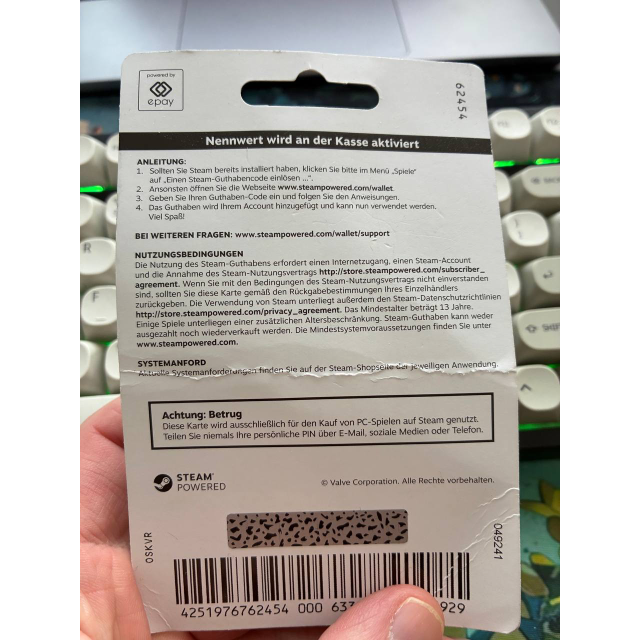 powered by
epay
62454
Nennwert wird an der Kasse aktiviert
ANLEITUNG:
1. Sollten Sie Steam bereits installiert haben, klicken Sie bitte im Menü „Spiele“
auf „Einen Steam-Guthabencode einlösen ...“.
2. Ansonsten öffnen Sie die Webseite www.steampowered.com/wallet
3. Geben Sie Ihren Guthaben-Code ein und folgen Sie den Anweisungen.
4. Das Guthaben wird Ihrem Account hinzugefügt und kann nun verwendet werden.
Viel Spaß!
BEI WEITEREN FRAGEN: www.steampowered.com/wallet/support
NUTZUNGSBEDINGUNGEN
Die Nutzung des Steam-Guthabens erfordert einen Internetzugang, einen Steam-Account
und die Annahme des Steam-Nutzungsvertrags http://store.steampowered.com/subscriber_
agreement. Wenn Sie mit den Bedingungen des Steam-Nutzungsvertrags nicht einverstanden
sind, sollten Sie diese Karte gemäß den Rückgabebestimmungen Ihres Einzelhändlers
zurückgeben. Die Verwendung von Steam unterliegt außerdem den Steam-Datenschutzrichtlinien
http://store.steampowered.com/privacy_agreement. Das Mindestalter beträgt 13 Jahre.
Einige Spiele unterliegen einer zusätzlichen Altersbeschränkung. Steam-Guthaben kann weder
ausgezahlt noch wiederverkauft werden. Die Mindestsystemvoraussetzungen finden Sie unter
www.steampowered.com.
SYSTEMANFORD
Aktuelle Systemanforderungen finden Sie auf der Steam-Shopseite der jeweiligen Anwendung.
Achtung: Betrug
Diese Karte wird ausschließlich für den Kauf von PC-Spielen auf Steam genutzt.
Teilen Sie niemals Ihre persönliche PIN über E-Mail, soziale Medien oder Telefon.
STEAM
POWERED
© Valve Corporation. Alle Rechte vorbehalten.
OSKVR
049241
4251976762454 000 633 929
R
F